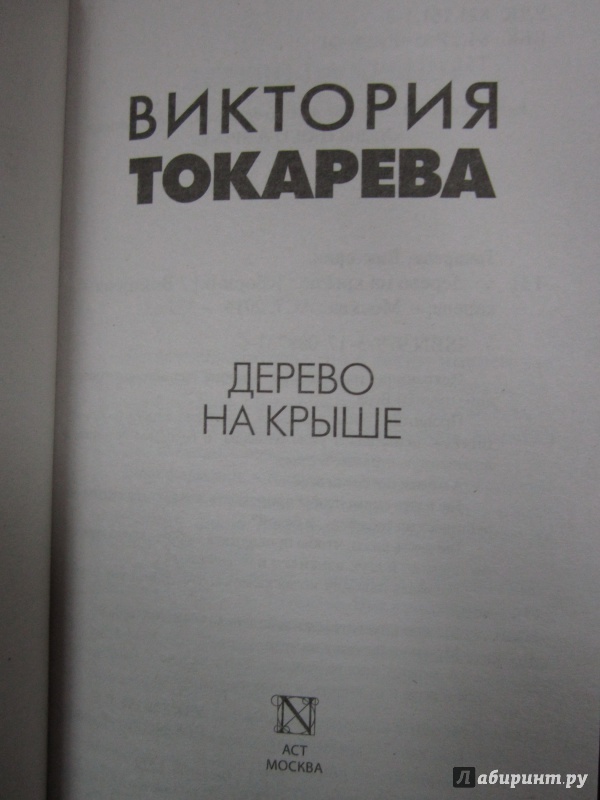 ВИКТОРИЯ
ТОКАРЕВА
ДЕРЕВО
НА КРЫШЕ
N
АСТ
МОСКВА
Лабиринт.ру